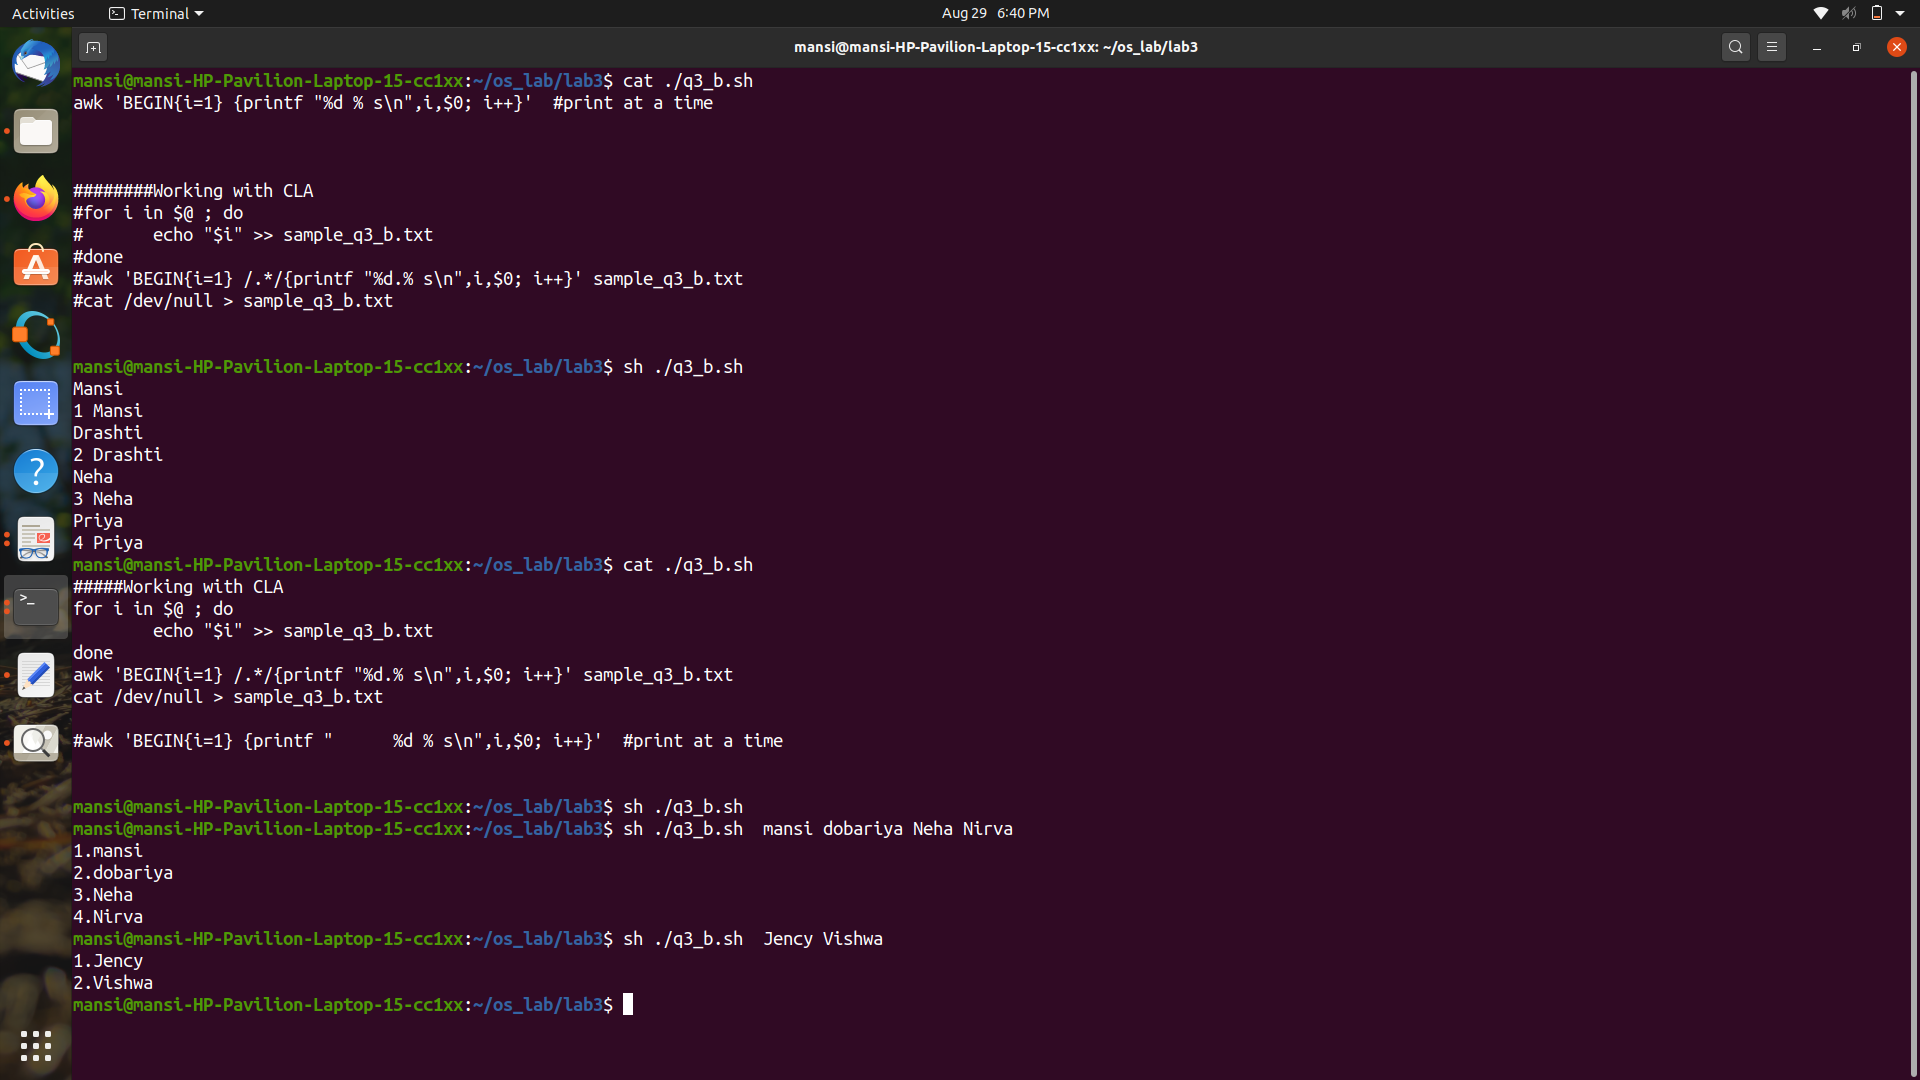 Activities
Terminal
Aug 29 6:40 PM
mansi@mansi-HP-Pavilion-Laptop-15-cc1xx: ~/os_lab/lab3
mansi@mansi-HP-Pavilion-Laptop-15-cc1xx:~/os_lab/lab3$ cat ./q3_b.sh
awk 'BEGIN{i=1} {printf "%d % s\n",i,$0; i++}'  #print at a time
########Working with CLA
#for i in $@ ; do
#       echo "$i" >> sample_q3_b.txt
#done
#awk 'BEGIN{i=1} /.*/{printf "%d.% s\n",i,$0; i++}' sample_q3_b.txt
#cat /dev/null > sample_q3_b.txt
mansi@mansi-HP-Pavilion-Laptop-15-cc1xx:~/os_lab/lab3$ sh ./q3_b.sh
Mansi
1 Mansi
Drashti
2 Drashti
Neha
3 Neha
Priya
4 Priya
mansi@mansi-HP-Pavilion-Laptop-15-cc1xx:~/os_lab/lab3$ cat ./q3_b.sh
#####Working with CLA
for i in $@ ; do
        echo "$i" >> sample_q3_b.txt
done
awk 'BEGIN{i=1} /.*/{printf "%d.% s\n",i,$0; i++}' sample_q3_b.txt
cat /dev/null > sample_q3_b.txt
#awk 'BEGIN{i=1} {printf "      %d % s\n",i,$0; i++}'  #print at a time
mansi@mansi-HP-Pavilion-Laptop-15-cc1xx:~/os_lab/lab3$ sh ./q3_b.sh
mansi@mansi-HP-Pavilion-Laptop-15-cc1xx:~/os_lab/lab3$ sh ./q3_b.sh  mansi dobariya Neha Nirva
1.mansi
2.dobariya
3.Neha
4.Nirva
mansi@mansi-HP-Pavilion-Laptop-15-cc1xx:~/os_lab/lab3$ sh ./q3_b.sh  Jency Vishwa
1.Jency
2.Vishwa
mansi@mansi-HP-Pavilion-Laptop-15-cc1xx:~/os_lab/lab3$